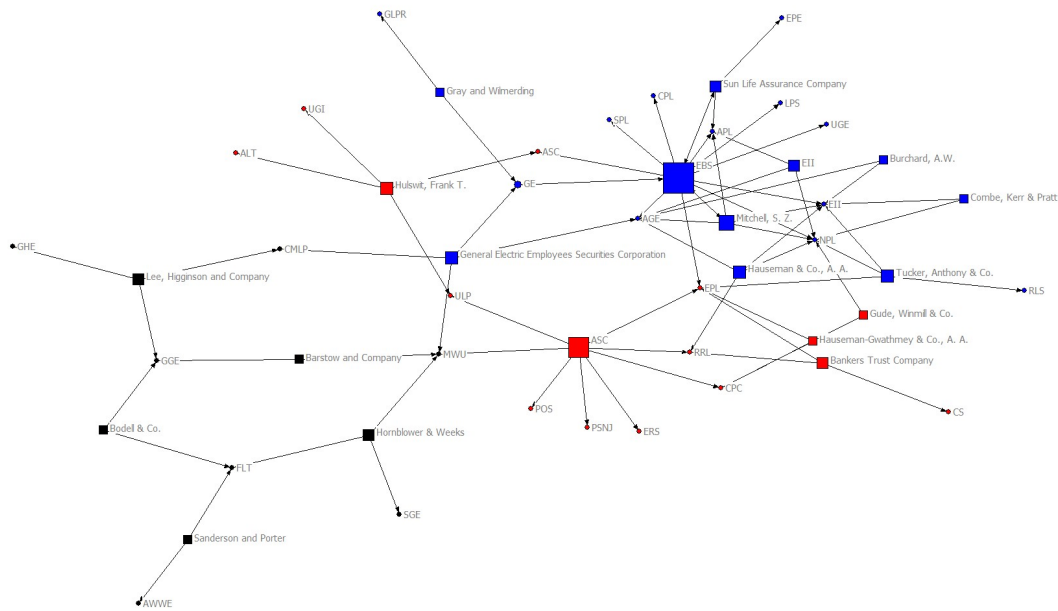 GLPR
EPE
Sun Life Assurance Company
Gray and Wilmerding
CPL
LPS
UGI
SPL
UGE
APL
ALT
ASC
EBS
EII
Burchard, A.W.
Hulswit, Frank T.
GE
Combe, Kerr & Pratt
EII
AGE
Mitchell, S. Z.
NPL
GHE
CMLP
General Electric Employees Securities Corporation
Hauseman & Co., A. A.
Lee, Higginson and Company
Tucker, Anthony & Co.
ULP
EPL
RLS
Gude, Winmill & Co.
ASC
Hauseman-Gwathmey & Co., A. A.
GGE
Barstow and Company
MWU
RRL
Bankers Trust Company
CPC
POS
CS
PSNJ
ERS
Bodell & Co.
Hornblower & Weeks
FLT
SGE
Sanderson and Porter
AWWE